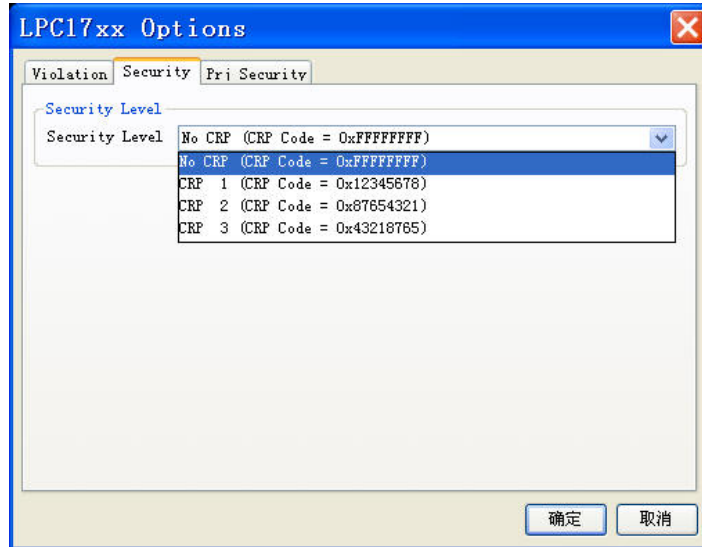 LPC17xx Options
Violation Security Prj Security
Security Level
Security Level No CRP (CRP Code = 0xFFFFFFFF)
No CRP (CRP Code = 0xFFFFFFFF)
CRP 1 (CRP Code = 0x12345678)
CRP 2 (CRP Code = 0x87654321)
CRP 3 (CRP Code = 0x43218765)
确定 取消